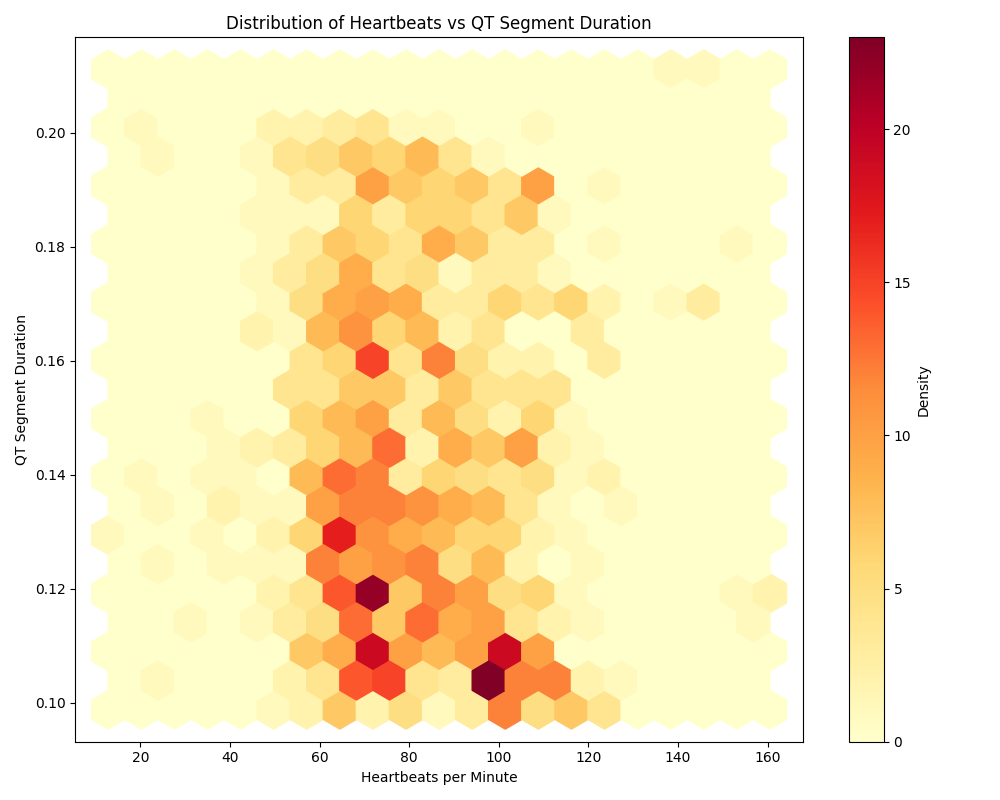 Distribution of Heartbeats vs QT Segment Duration
QT Segment Duration
0.20
0.18
0.16
0.14
0.12
0.10
20 40 60 80 100 120 140 160
Heartbeats per Minute
20
15
10
5
0
Density